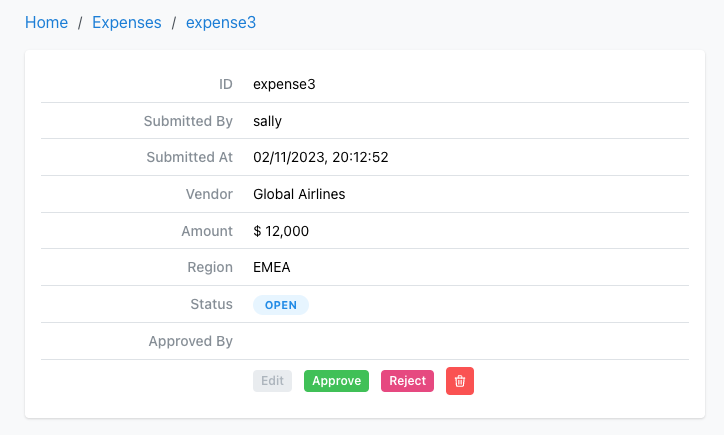 Home / Expenses / expense3
ID expense3
Submitted By sally
Submitted At 02/11/2023, 20:12:52
Vendor Global Airlines
Amount $ 12,000
Region EMEA
Status OPEN
Approved By
Edit Approve Reject